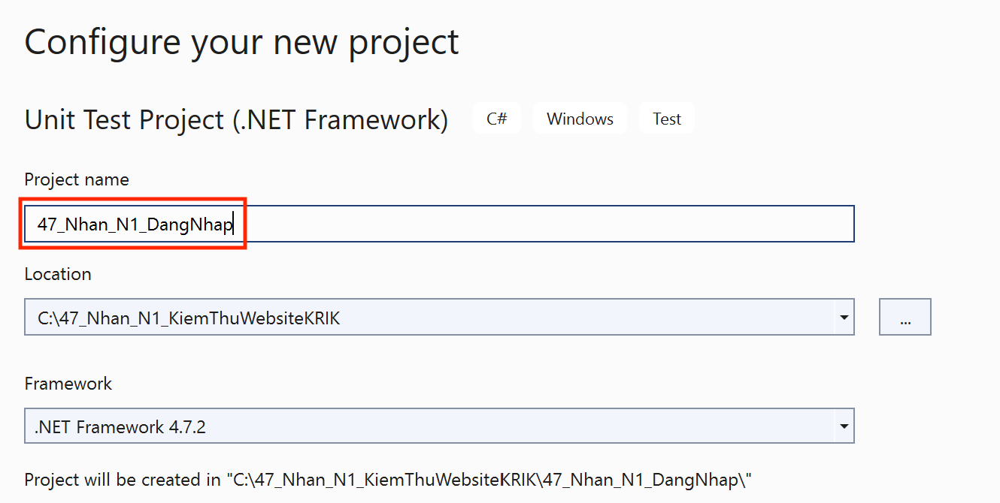 Configure your new project
Unit Test Project (.NET Framework) C# Windows Test
Project name
47_Nhan_N1_DangNhap
Location
C:\47_Nhan_N1_KiemThuWebsiteKRIK
...
Framework
.NET Framework 4.7.2
Project will be created in "C:\47_Nhan_N1_KiemThuWebsiteKRIK\47_Nhan_N1_DangNhap\"